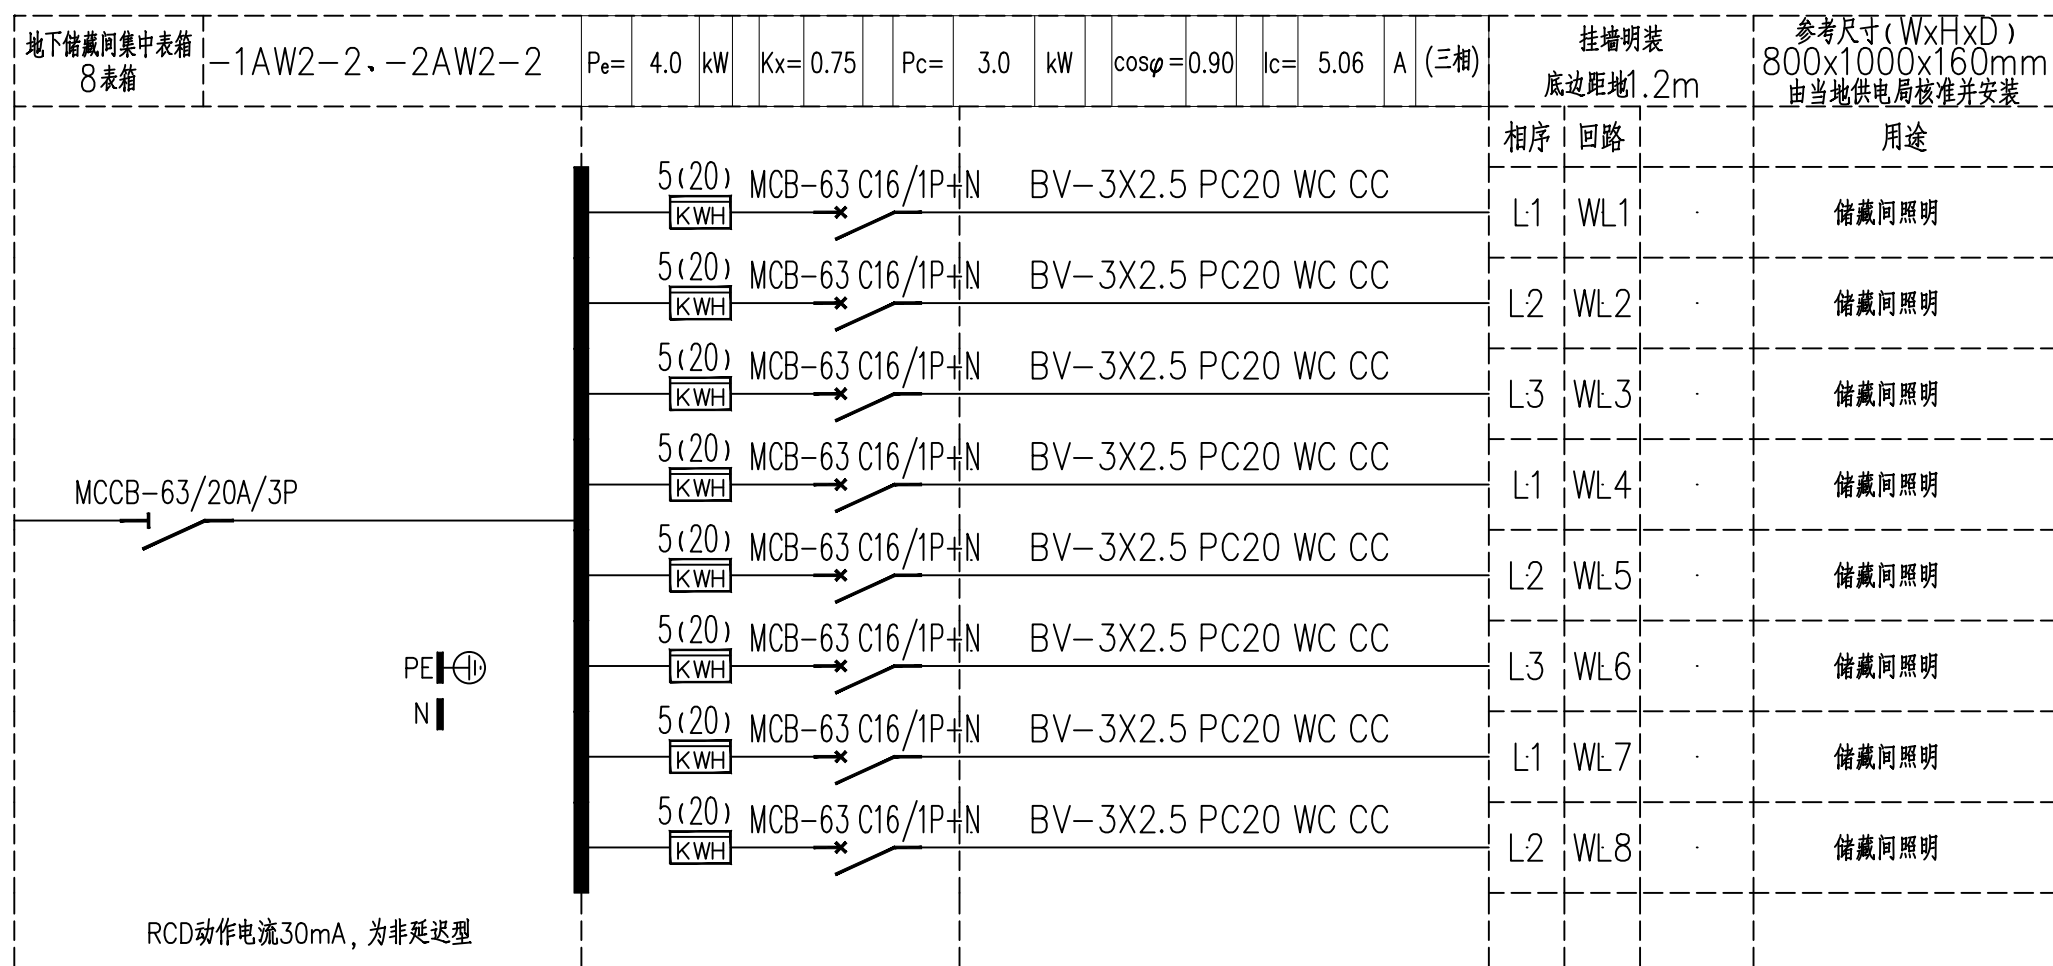 地下储藏间集中表箱
8表箱
-1AW2-2、-2AW2-2
Pe= 4.0 kW Kx= 0.75 Pc= 3.0 kW cosφ= 0.90 Ic= 5.06 A (三相)
挂墙明装
底边距地1.2m
参考尺寸(WxHxD)
800x1000x160mm
由当地供电局核准并安装
相序 回路 用途
5(20) MCB-63 C16/1P+N BV-3X2.5 PC20 WC CC
KWH L1 WL1 储藏间照明
5(20) MCB-63 C16/1P+N BV-3X2.5 PC20 WC CC
KWH L2 WL2 储藏间照明
5(20) MCB-63 C16/1P+N BV-3X2.5 PC20 WC CC
KWH L3 WL3 储藏间照明
5(20) MCB-63 C16/1P+N BV-3X2.5 PC20 WC CC
KWH L1 WL4 储藏间照明
MCCB-63/20A/3P
5(20) MCB-63 C16/1P+N BV-3X2.5 PC20 WC CC
KWH L2 WL5 储藏间照明
5(20) MCB-63 C16/1P+N BV-3X2.5 PC20 WC CC
KWH L3 WL6 储藏间照明
PE
N
5(20) MCB-63 C16/1P+N BV-3X2.5 PC20 WC CC
KWH L1 WL7 储藏间照明
5(20) MCB-63 C16/1P+N BV-3X2.5 PC20 WC CC
KWH L2 WL8 储藏间照明
RCD动作电流30mA, 为非延迟型